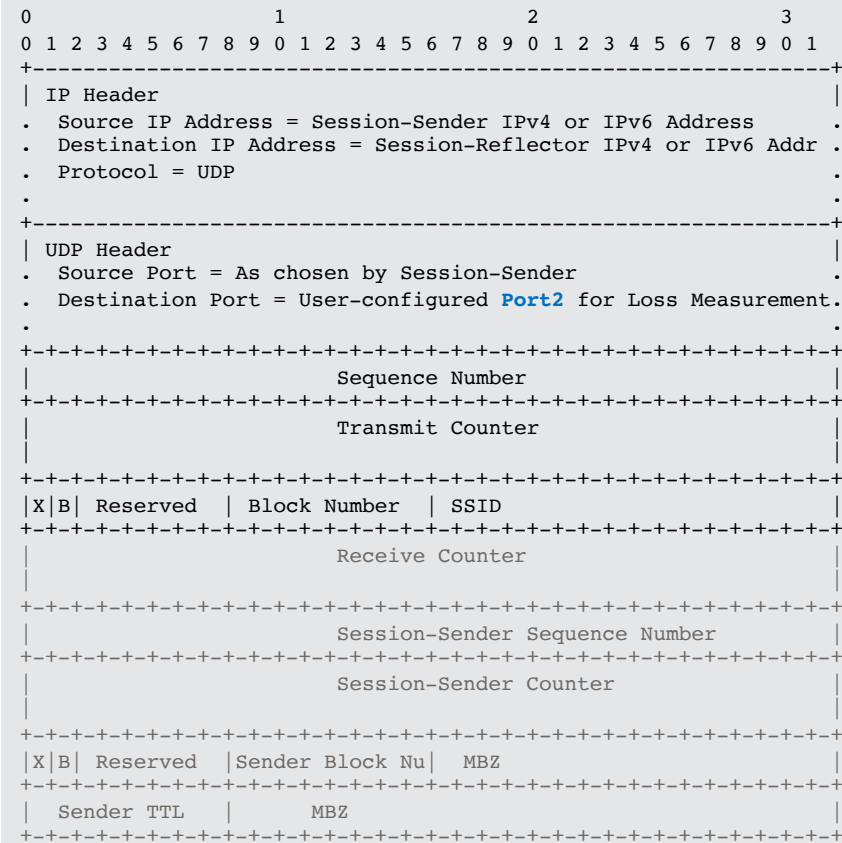 0                   1                   2                   3
0 1 2 3 4 5 6 7 8 9 0 1 2 3 4 5 6 7 8 9 0 1 2 3 4 5 6 7 8 9 0 1
+---------------------------------------------------------------+
| IP Header                                                     |
.  Source IP Address = Session-Sender IPv4 or IPv6 Address      .
.  Destination IP Address = Session-Reflector IPv4 or IPv6 Addr .
.  Protocol = UDP                                               .
.                                                               .
+---------------------------------------------------------------+
| UDP Header                                                    |
.  Source Port = As chosen by Session-Sender                    .
.  Destination Port = User-configured Port2 for Loss Measurement.
.                                                               .
+-+-+-+-+-+-+-+-+-+-+-+-+-+-+-+-+-+-+-+-+-+-+-+-+-+-+-+-+-+-+-+-+
|                        Sequence Number                        |
+-+-+-+-+-+-+-+-+-+-+-+-+-+-+-+-+-+-+-+-+-+-+-+-+-+-+-+-+-+-+-+-+
|                        Transmit Counter                       |
|                                                               |
+-+-+-+-+-+-+-+-+-+-+-+-+-+-+-+-+-+-+-+-+-+-+-+-+-+-+-+-+-+-+-+-+
|X|B| Reserved  | Block Number  | SSID                          |
+-+-+-+-+-+-+-+-+-+-+-+-+-+-+-+-+-+-+-+-+-+-+-+-+-+-+-+-+-+-+-+-+
|                        Receive Counter                        |
|                                                               |
+-+-+-+-+-+-+-+-+-+-+-+-+-+-+-+-+-+-+-+-+-+-+-+-+-+-+-+-+-+-+-+-+
|                        Session-Sender Sequence Number         |
+-+-+-+-+-+-+-+-+-+-+-+-+-+-+-+-+-+-+-+-+-+-+-+-+-+-+-+-+-+-+-+-+
|                        Session-Sender Counter                 |
|                                                               |
+-+-+-+-+-+-+-+-+-+-+-+-+-+-+-+-+-+-+-+-+-+-+-+-+-+-+-+-+-+-+-+-+
|X|B| Reserved  |Sender Block Nu|  MBZ                          |
+-+-+-+-+-+-+-+-+-+-+-+-+-+-+-+-+-+-+-+-+-+-+-+-+-+-+-+-+-+-+-+-+
|  Sender TTL   |      MBZ                                      |
+-+-+-+-+-+-+-+-+-+-+-+-+-+-+-+-+-+-+-+-+-+-+-+-+-+-+-+-+-+-+-+-+